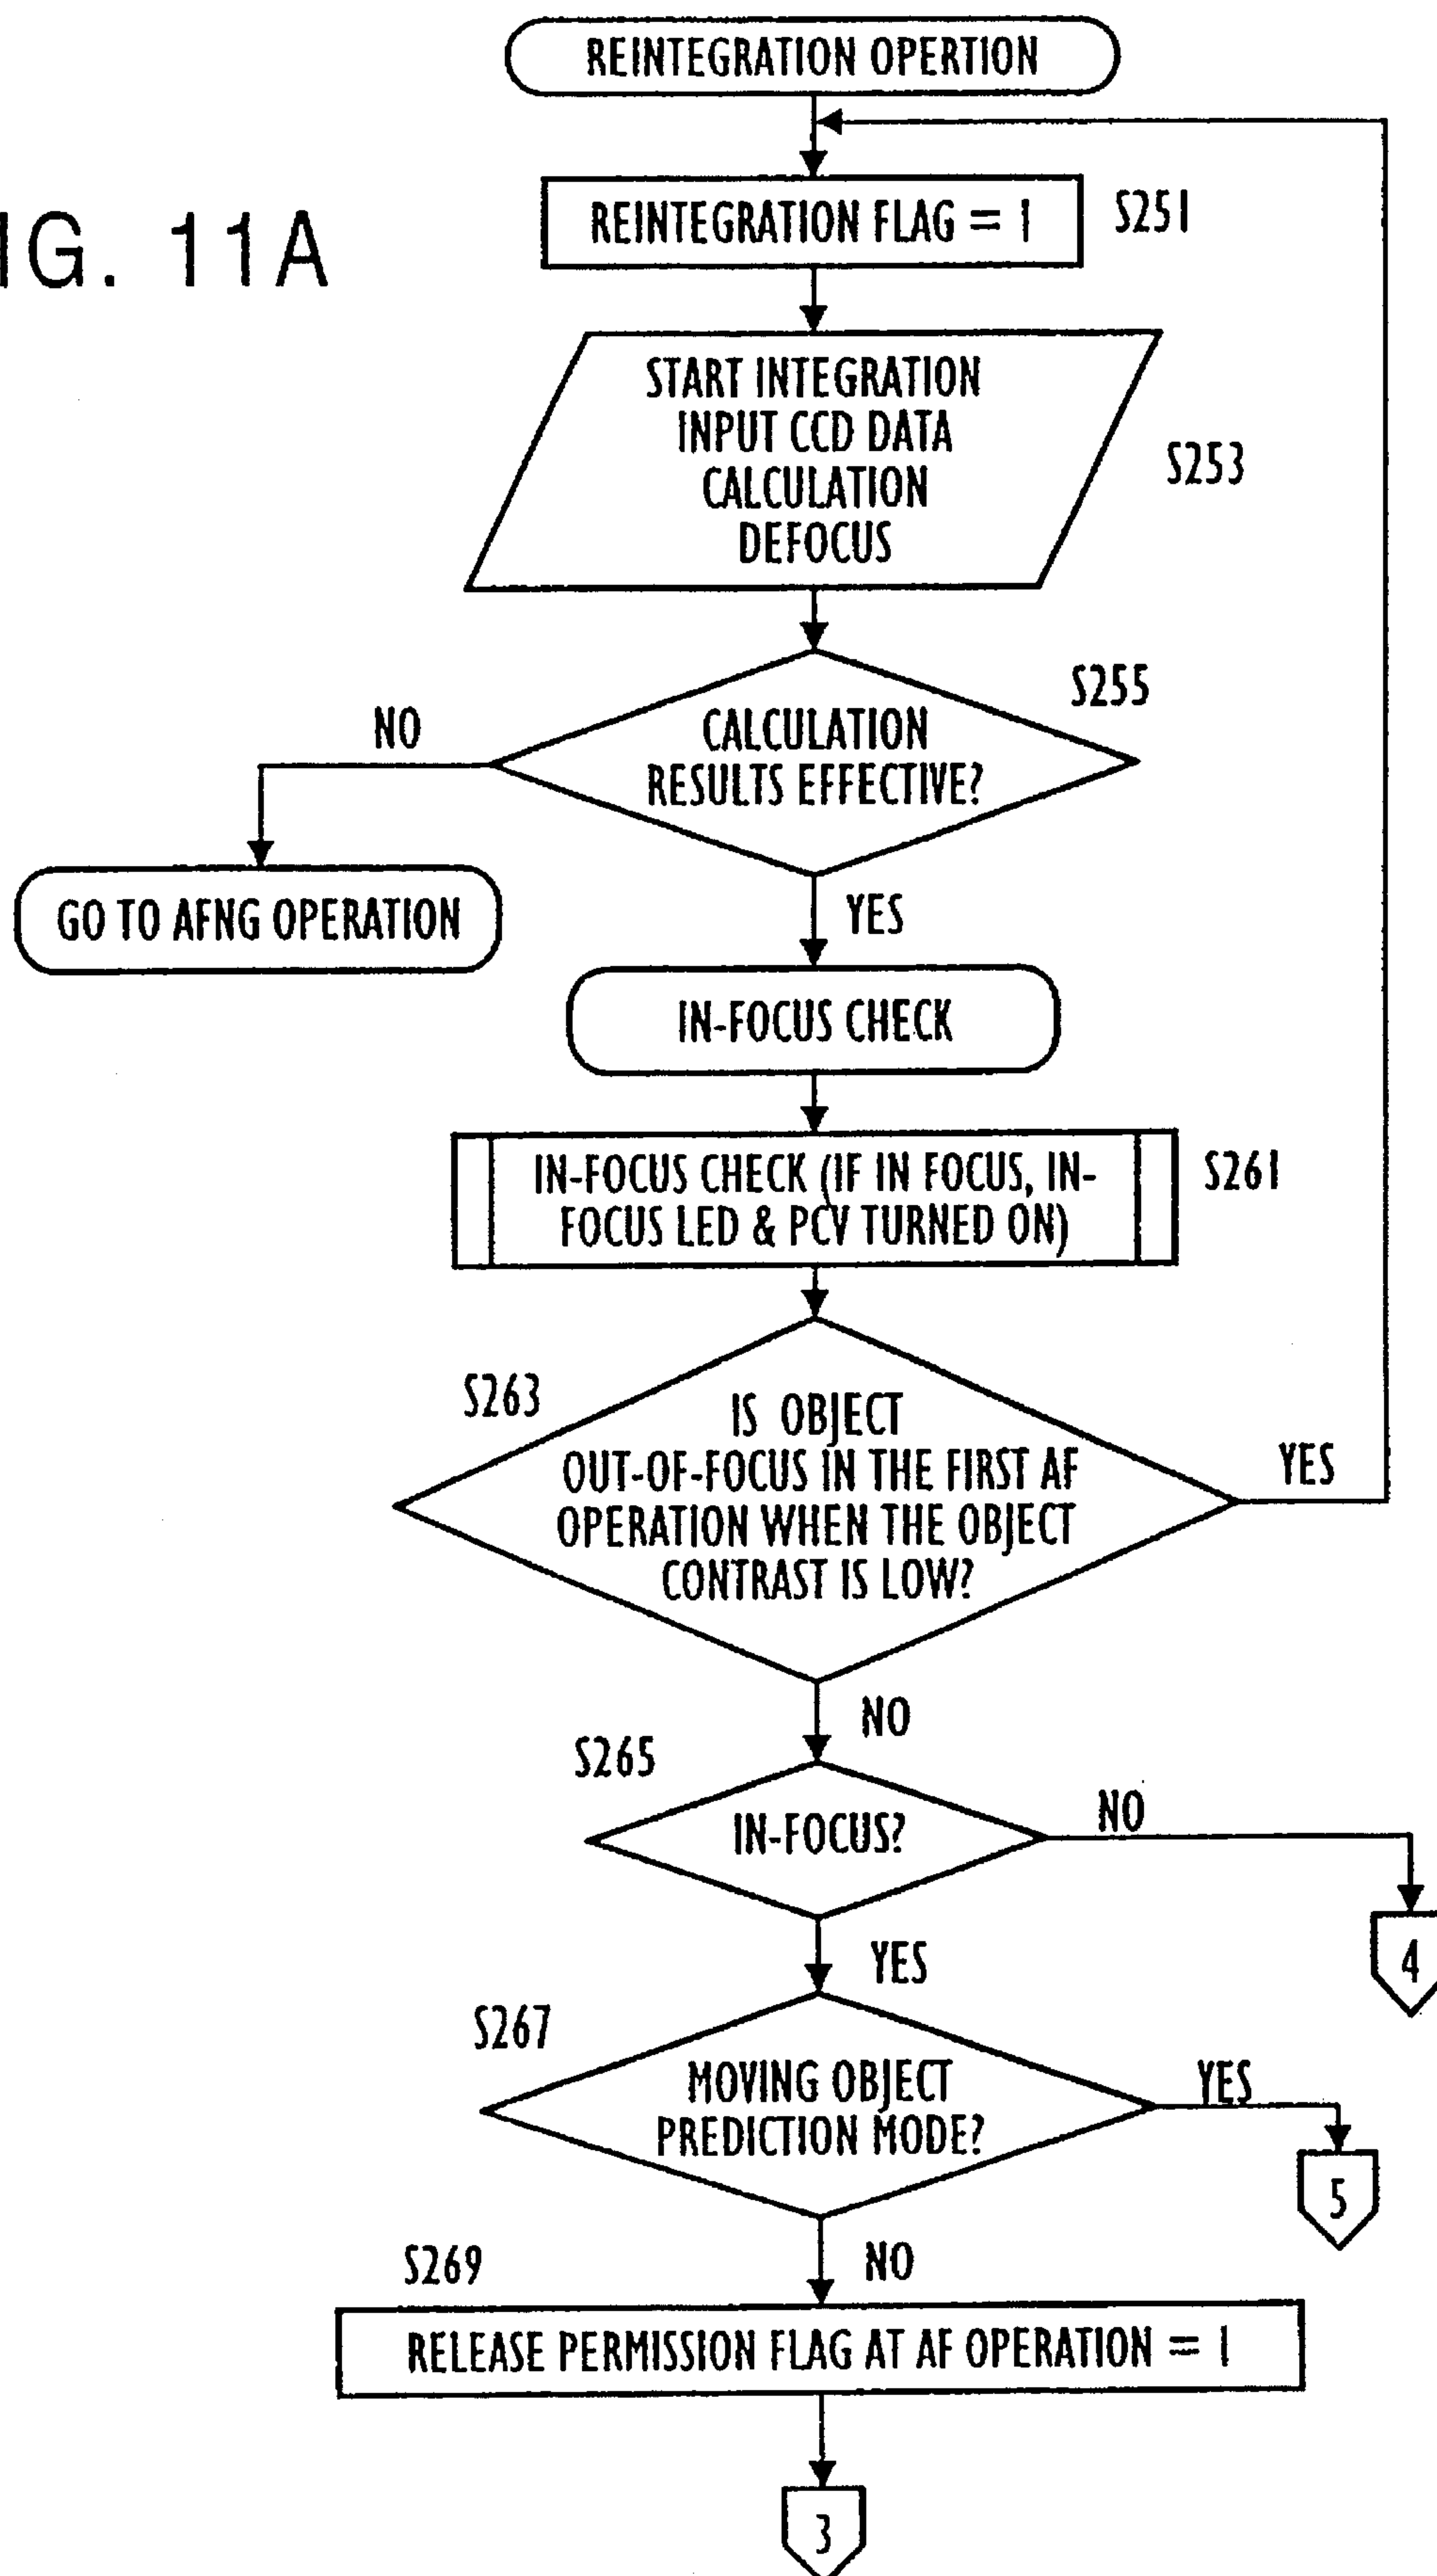 REINTEGRATION OPERTION
IG. 11A
REINTEGRATION FLAG = 1
S251
START INTEGRATION
INPUT CCD DATA
CALCULATION
DEFOCUS
S253
S255
NO
CALCULATION
RESULTS EFFECTIVE?
GO TO AFNG OPERATION
YES
IN-FOCUS CHECK
IN-FOCUS CHECK (IF IN FOCUS, IN-
FOCUS LED & PCV TURNED ON)
S261
S263
IS OBJECT
OUT-OF-FOCUS IN THE FIRST AF
OPERATION WHEN THE OBJECT
CONTRAST IS LOW?
YES
NO
S265
IN-FOCUS?
NO
4
YES
S267
MOVING OBJECT
PREDICTION MODE?
YES
5
NO
S269
RELEASE PERMISSION FLAG AT AF OPERATION = 1
3